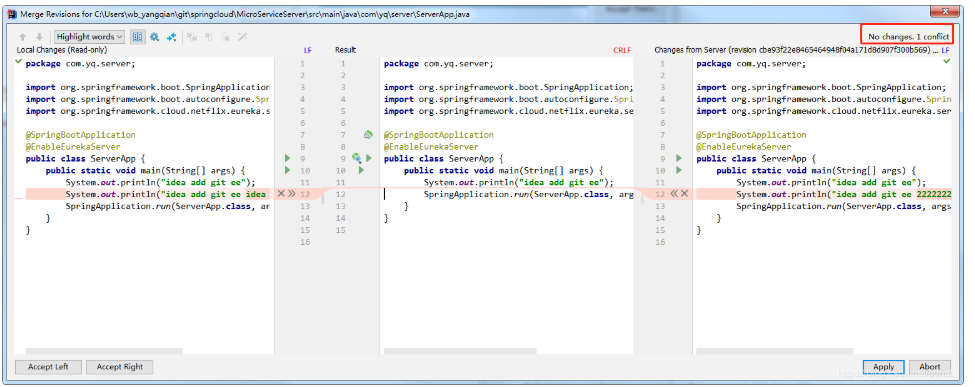 Merge Revisions for C:\Users\wb_yangqian\git\springcloud\MicroServiceServer\src\main\java\com\yq\server\ServerApp.java
Highlight words
No changes. 1 conflict
Local Changes (Read-only) LF Result CRLF Changes from Server (revision cbe93f22e8465464948f04a171d8d907f300b569) ... LF
package com.yq.server; 1 1 package com.yq.server; 1 package com.yq.server;
2 2 2
import org.springframework.boot.SpringApplication 3 3 import org.springframework.boot.SpringApplication; 3 import org.springframework.boot.SpringApplication;
import org.springframework.boot.autoconfigure.Spr 4 4 import org.springframework.boot.autoconfigure.Spri 4 import org.springframework.boot.autoconfigure.Sprin
import org.springframework.cloud.netflix.eureka.s 5 5 import org.springframework.cloud.netflix.eureka.se 5 import org.springframework.cloud.netflix.eureka.ser
6 6 6
@SpringBootApplication 7 7 @SpringBootApplication 7 @SpringBootApplication
@EnableEurekaServer 8 8 @EnableEurekaServer 8 @EnableEurekaServer
public class ServerApp { 9 9 public class ServerApp { 9 public class ServerApp {
public static void main(String[] args) { 10 10 public static void main(String[] args) { 10 public static void main(String[] args) {
System.out.println("idea add git ee"); 11 11 System.out.println("idea add git ee"); 11 System.out.println("idea add git ee");
System.out.println("idea add git ee idea 12 12 SpringApplication.run(ServerApp.class, arg 12 System.out.println("idea add git ee 2222222
SpringApplication.run(ServerApp.class, ar 13 13 } 13 SpringApplication.run(ServerApp.class, args
} 14 14 } 14 }
} 15 15 15 }
16 16
Accept Left Accept Right Apply Abort